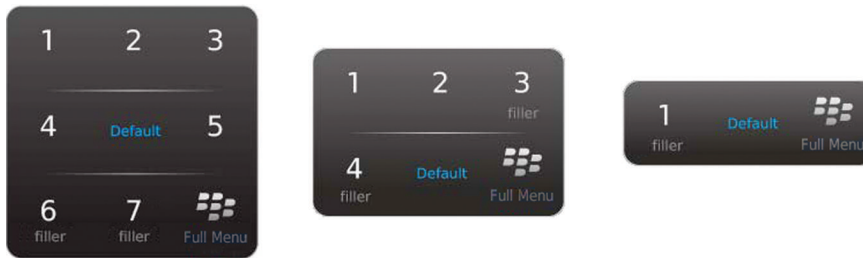 1 2 3
4 Default 5
6 7
filler filler Full Menu
1 2 3
filler
4 Default
filler Full Menu
1 Default
filler Full Menu